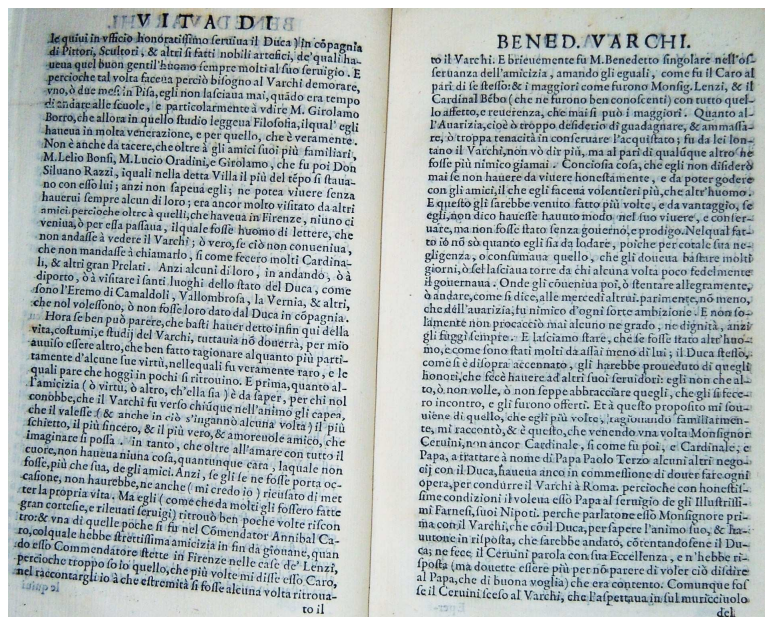 VITA DI
le quiui in vfficio honoratissimo seruiua il Duca) in cōpagnia
di Pittori, Scultori, & altri si fatti nobili artefici, de'quali ha-
ueua quel buon gentil'huomo sempre molti al suo seruigio. E
percioche tal volta faceua perciò bisogno al Varchi demorare,
vno, ò due mesi in Pisa, egli non lasciaua mai, quādo era tempo
di andare alle scuole, e particolarmente à vdire M. Girolamo
Borro, che allora in quello studio leggeua Filosofia, ilqual' egli
haueua in molta venerazione, e per quello, che è veramente.
Non è anche da tacere, che oltre à gli amici suoi più familiari,
M. Lelio Bonsi, M. Lucio Oradini, e Girolamo, che fu poi Don
Siluano Razzi, iquali nella detta Villa il più del tēpo si staua-
no con esso lui; anzi non sapeua egli; ne potea viuere senza
hauerui sempre alcun di loro; era ancor molto visitato da altri
amici. percioche oltre à quelli, che haueua in Firenze, niuno ci
veniua, ò per essa passaua, ilquale fosse huomo di lettere, che
non andasse à vedere il Varchi; ò vero, se ciò non conueniua,
che non mandasse à chiamarlo, sì come fecero molti Cardina-
li, & altri gran Prelati. Anzi alcuni di loro, in andando, ò à
diporto, ò à visitare i santi luoghi dello stato del Duca, come
sono l'Eremo di Camaldoli, Vallombrosa, la Vernia, & altri,
che nol volessono, ò non fosse loro dato dal Duca in cōpagnia.
Hora se ben può parere, che basti hauer detto infin qui della
vita, costumi, e studij del Varchi, tuttauia nō douerrà, per mio
auuiso essere altro, che ben fatto ragionare alquanto più parti-
tamente d'alcune sue virtù, nellequali fu veramente raro, e le
quali pare che hoggi in pochi si ritrouino. E prima, quanto al-
l'amicizia (ò virtù, ò altro, ch'ella sia) è da saper, per chi nol
conobbe, che il Varchi fu verso chiūque nell'animo gli capea,
che il valesse (& anche in ciò s'ingannò alcuna volta) il più
schietto, il più sincero, & il più vero, & amoreuole amico, che
imaginare si possa. in tanto, che oltre all'amare con tutto il
cuore, non haueua niuna cosa, quantunque cara, laquale non
fosse, più che sua, de gli amici. Anzi, se gli se ne fosse porta oc-
casione, non haurebbe, ne anche (mi credo io) ricusato di met
ter la propria vita. Ma egli (come che da molti gli fossero fatte
gran cortesie, e rileuati seruigi) ritrouò ben poche volte riscon
tro: & vna di quelle poche si fu nel Cōmendator Annibal Ca-
ro, colquale hebbe strettissima amicizia in fin da giouane, quan
do esso Commendatore stette in Firenze nelle case de' Lenzi,
percioche troppo so io quello, che più volte mi disse esso Caro,
nel raccontargli io à che estremità si fosse alcuna volta ritroua-
to il
BENED. VARCHI.
to il Varchi. E brieuemente fu M. Benedetto singolare nell'os-
seruanza dell'amicizia, amando gli eguali, come fu il Caro al
pari di se stesso: & i maggiori come furono Monsig. Lenzi, & il
Cardinal Bēbo (che ne furono ben conoscenti) con tutto quel-
lo affetto, e reuerenza, che mai si può i maggiori. Quanto al-
l'Auarizia, cioè ò troppo desiderio di guadagnare, & ammassa-
re, ò troppa tenacità in conseruare l'acquistato; fu da lei lon-
tano il Varchi, non vò dir più, ma al pari di qualūque altro che
fosse più nimico giamai. Conciosia cosa, che egli non disiderò
mai se non hauere da viuere honestamente, e da poter godere
con gli amici, il che egli faceua volentieri più, che altr'huomo.
E questo gli sarebbe venuto fatto più volte, e da vantaggio, se
egli, non dico hauesse hauuto modo nel suo viuere, e conser-
uare, ma non fosse stato senza gouerno, e prodigo. Nelqual fat-
to iò nō sò quanto egli sia da lodare, poiche per cotale sua ne-
gligenza, o consumaua quello, che gli doueua bastare molti
giorni, ò sel lasciaua torre da chi alcuna volta poco fedelmente
il gouernaua. Onde gli cōueniua poi, ò stentare allegramente,
ò andare, come si dice, alle mercedi altrui. parimente, nō meno,
che dell'auarizia, fu nimico d'ogni sorte ambizione. E non so-
lamente non procacciò mai alcuno ne grado, ne dignità, anzi
gli fuggì sempre. E lasciamo stare, che se fosse stato altr'huo-
mo, e come sono stati molti da assai meno di lui; il Duca stesso,
come si è disopra accennato, gli harebbe proueduto di quegli
honori, che fece hauere ad altri suoi seruidori: egli non che al-
to, ò non volle, ò non seppe abbracciare quegli, che gli si fece-
ro incontro, e gli furono offerti. Et à questo proposito mi sou-
uiene di quello, che egli più volte, ragionando familiarmen-
te, mi raccontò, & è questo, che venendo vna volta Monsignor
Ceruini, non ancor Cardinale, sì come fu poi; e Cardinale, e
Papa, a trattare à nome di Papa Paolo Terzo alcuni altri nego-
cij con il Duca, haueua anco in commessione di douer fare ogni
opera, per condurre il Varchi à Roma. percioche con honestis-
sime condizioni il voleua esso Papa al seruigio de gli Illustrissi-
mi Farnesi, suoi Nipoti. perche parlatone esso Monsignore pri-
ma con il Varchi, che cō il Duca, per sapere l'animo suo, & ha-
uutone in risposta, che sarebbe andato, cōtentandosene il Du-
ca; ne fece il Ceruini parola con sua Eccellenza, e n'hebbe ri-
sposta (ma douette essere più per nō parere di voler ciò disdire
al Papa, che di buona voglia) che era contento. Comunque fos
se il Ceruini sceso al Varchi, che l'aspettaua in sul muricciuolo
del